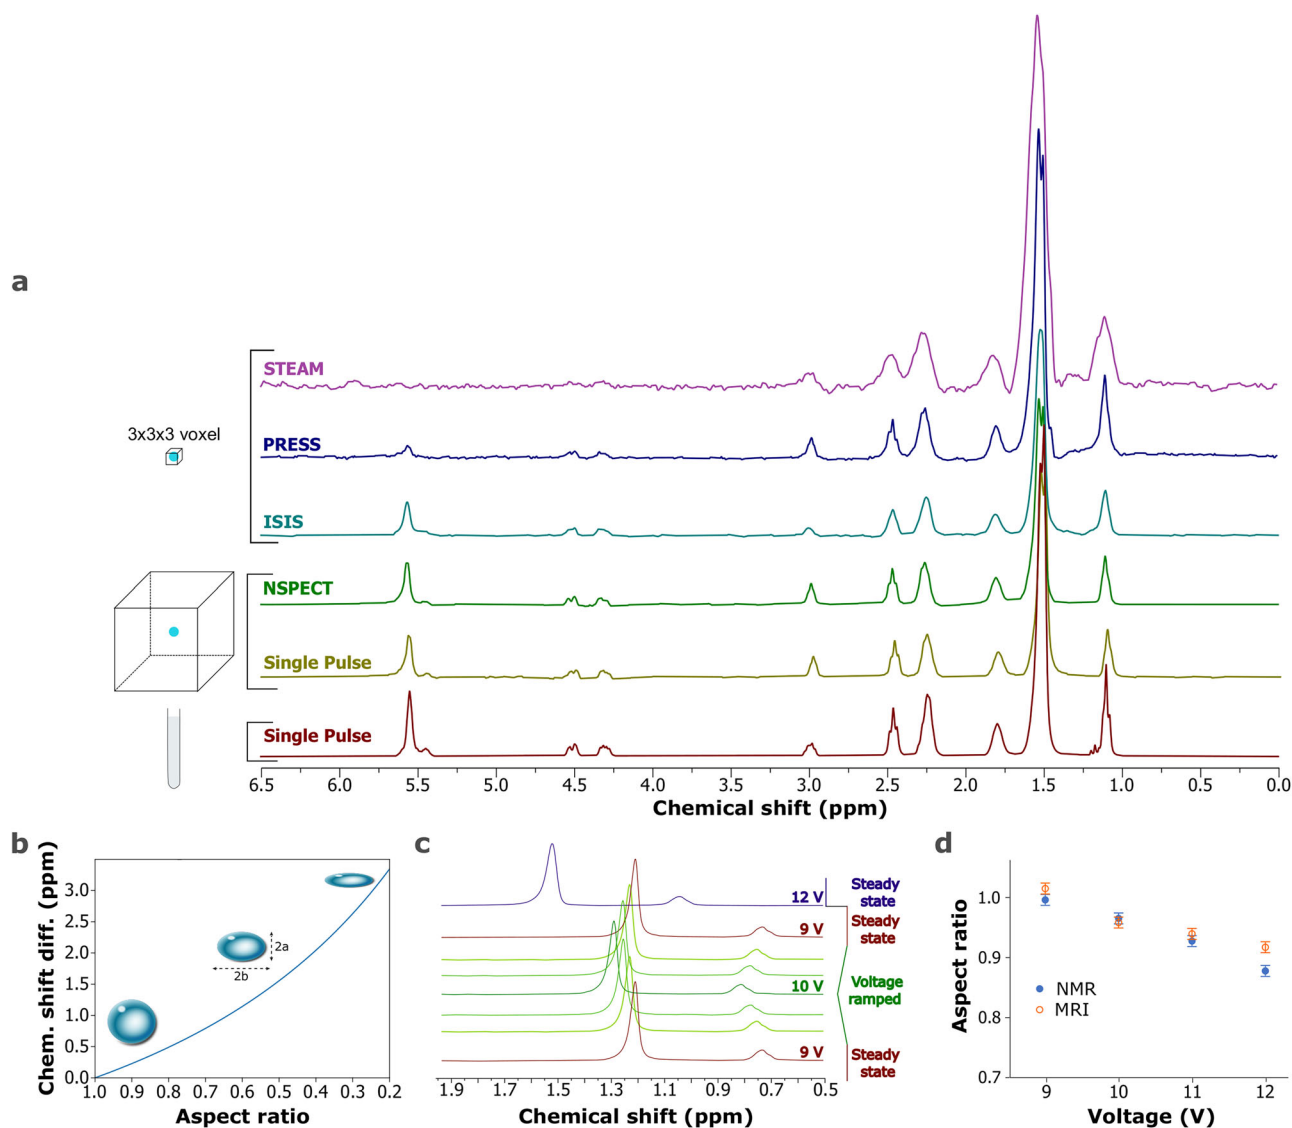 a
STEAM
3x3x3 voxel
PRESS
ISIS
NSPECT
Single Pulse
Single Pulse
6.5 6.0 5.5 5.0 4.5 4.0 3.5 3.0 2.5 2.0 1.5 1.0 0.5 0.0
Chemical shift (ppm)
b
Chem. shift diff. (ppm)
3.0
2.5
2.0
1.5
1.0
0.5
0.0
2a
2b
1.0 0.9 0.8 0.7 0.6 0.5 0.4 0.3 0.2
Aspect ratio
c
12 V
Steady
state
9 V
Steady
state
10 V
Voltage
ramped
9 V
Steady
state
1.9 1.7 1.5 1.3 1.1 0.9 0.7 0.5
Chemical shift (ppm)
d
Aspect ratio
1.0
0.9
0.8
0.7
NMR
MRI
9 10 11 12
Voltage (V)